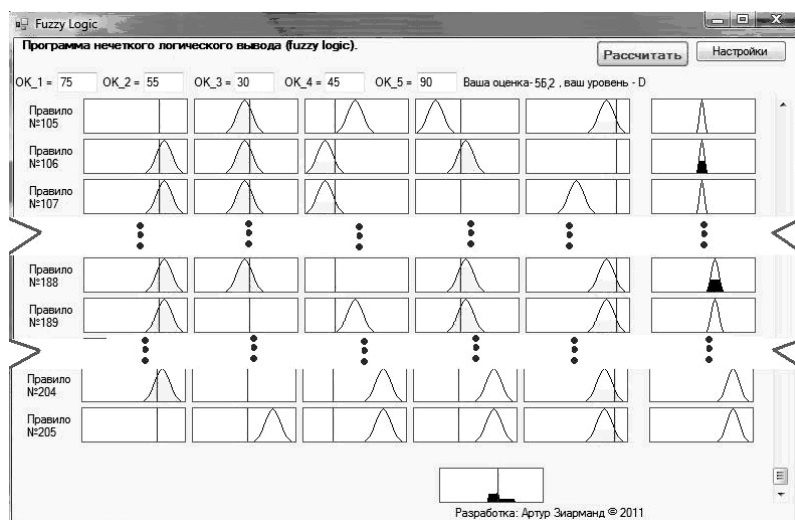 Fuzzy Logic
Программа нечеткого логического вывода (fuzzy logic).
Рассчитать
Настройки
OK_1 = 75 OK_2 = 55 OK_3 = 30 OK_4 = 45 OK_5 = 90 Ваша оценка- 56,2 , ваш уровень - D
Правило
№105
Правило
№106
Правило
№107
Правило
№188
Правило
№189
Правило
№204
Правило
№205
Разработка: Артур Зиарманд © 2011